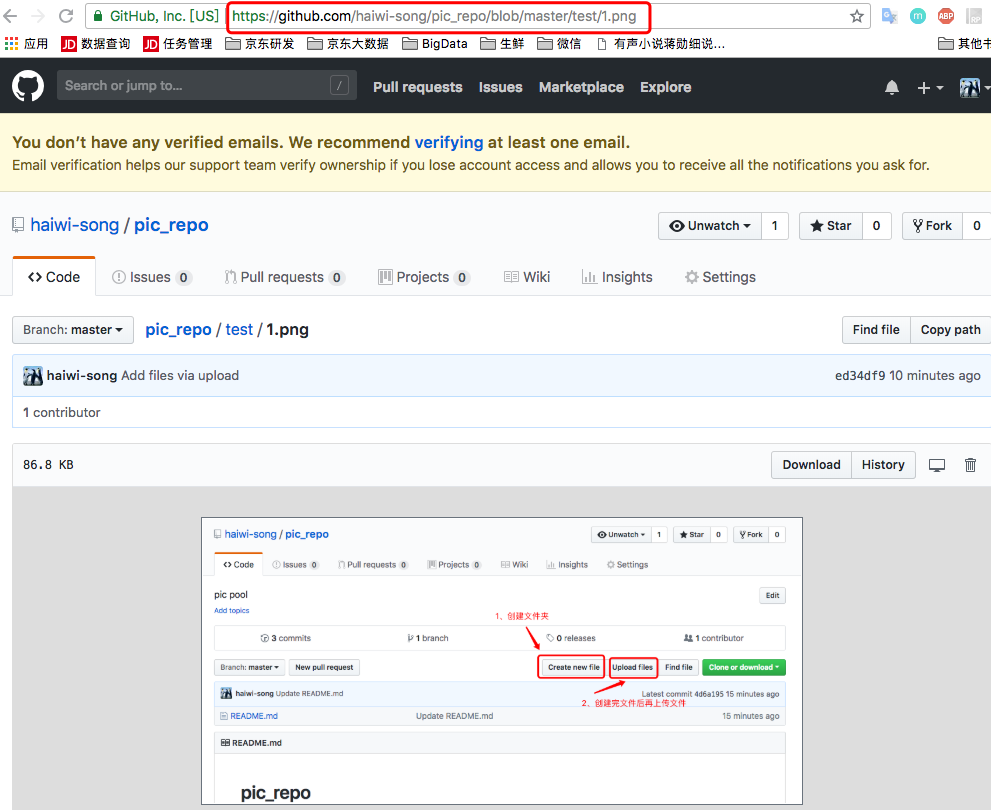 GitHub, Inc. [US] https://github.com/haiwi-song/pic_repo/blob/master/test/1.png
应用 JD 数据查询 JD 任务管理 京东研发 京东大数据 BigData 生鲜 微信 有声小说蒋勋细说... 其他书
Search or jump to... / Pull requests Issues Marketplace Explore
You don’t have any verified emails. We recommend verifying at least one email.
Email verification helps our support team verify ownership if you lose account access and allows you to receive all the notifications you ask for.
haiwi-song / pic_repo Unwatch 1 Star 0 Fork 0
Code Issues 0 Pull requests 0 Projects 0 Wiki Insights Settings
Branch: master pic_repo / test / 1.png Find file Copy path
haiwi-song Add files via upload ed34df9 10 minutes ago
1 contributor
86.8 KB Download History
haiwi-song / pic_repo Unwatch 1 Star 0 Fork 0
Code Issues 0 Pull requests 0 Projects 0 Wiki Insights Settings
pic pool Edit
Add topics
1、创建文件夹
3 commits 1 branch 0 releases 1 contributor
Branch: master New pull request Create new file Upload files Find file Clone or download
haiwi-song Update README.md Latest commit 4d6a195 15 minutes ago
2、创建完文件后再上传文件
README.md Update README.md 15 minutes ago
README.md
pic_repo